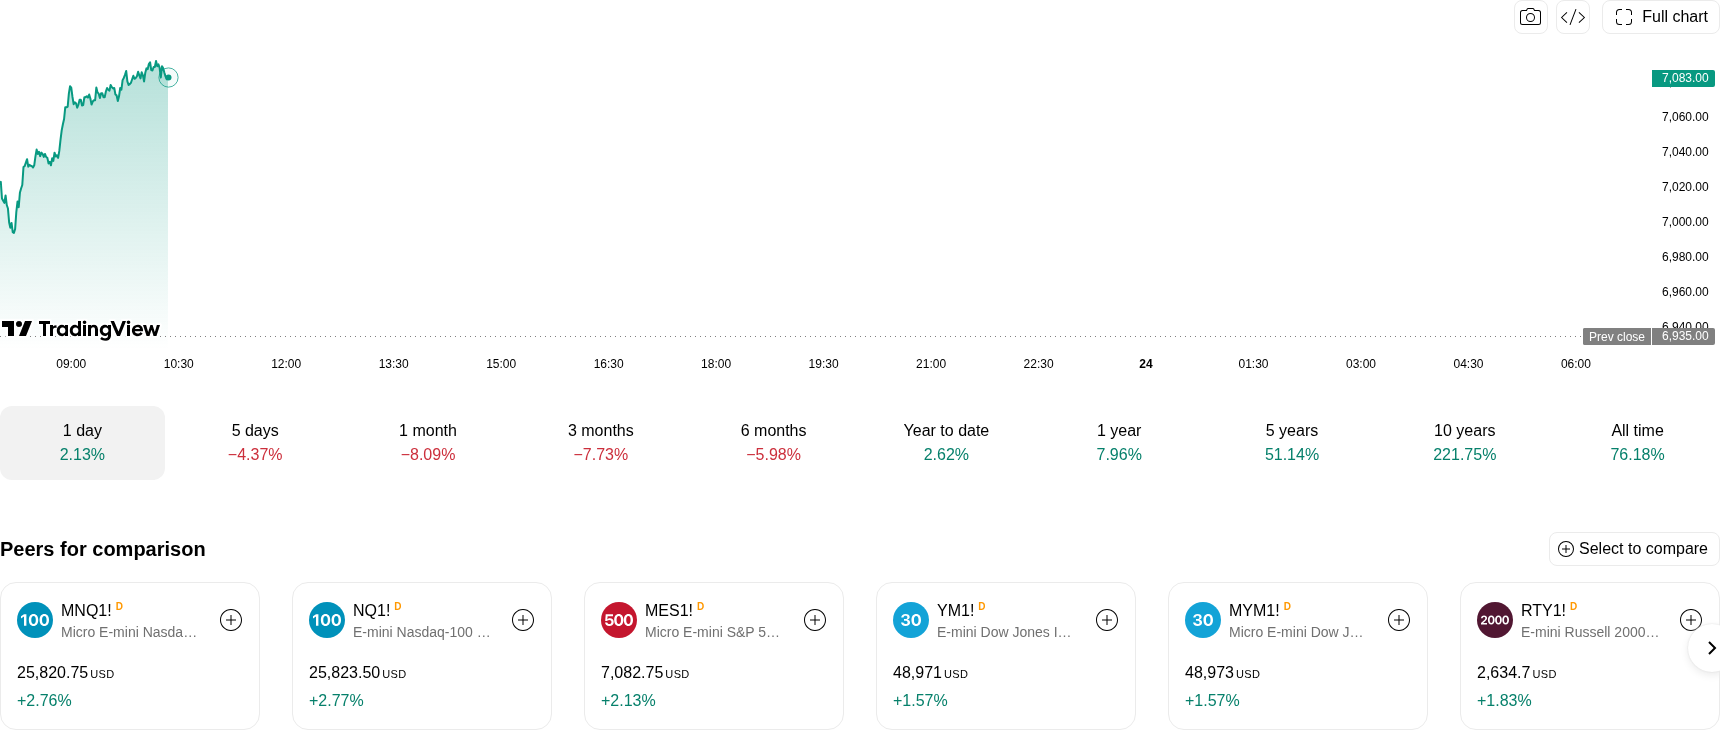 Full chart
7,083.00
7,060.00
7,040.00
7,020.00
7,000.00
6,980.00
6,960.00
6,940.00
Prev close 6,935.00
TradingView
09:00 10:30 12:00 13:30 15:00 16:30 18:00 19:30 21:00 22:30 24 01:30 03:00 04:30 06:00
1 day 5 days 1 month 3 months 6 months Year to date 1 year 5 years 10 years All time
2.13% −4.37% −8.09% −7.73% −5.98% 2.62% 7.96% 51.14% 221.75% 76.18%
Peers for comparison
Select to compare
100 MNQ1! D
Micro E-mini Nasda…
25,820.75 USD
+2.76%
100 NQ1! D
E-mini Nasdaq-100 …
25,823.50 USD
+2.77%
500 MES1! D
Micro E-mini S&P 5…
7,082.75 USD
+2.13%
30 YM1! D
E-mini Dow Jones I…
48,971 USD
+1.57%
30 MYM1! D
Micro E-mini Dow J…
48,973 USD
+1.57%
2000 RTY1! D
E-mini Russell 2000…
2,634.7 USD
+1.83%